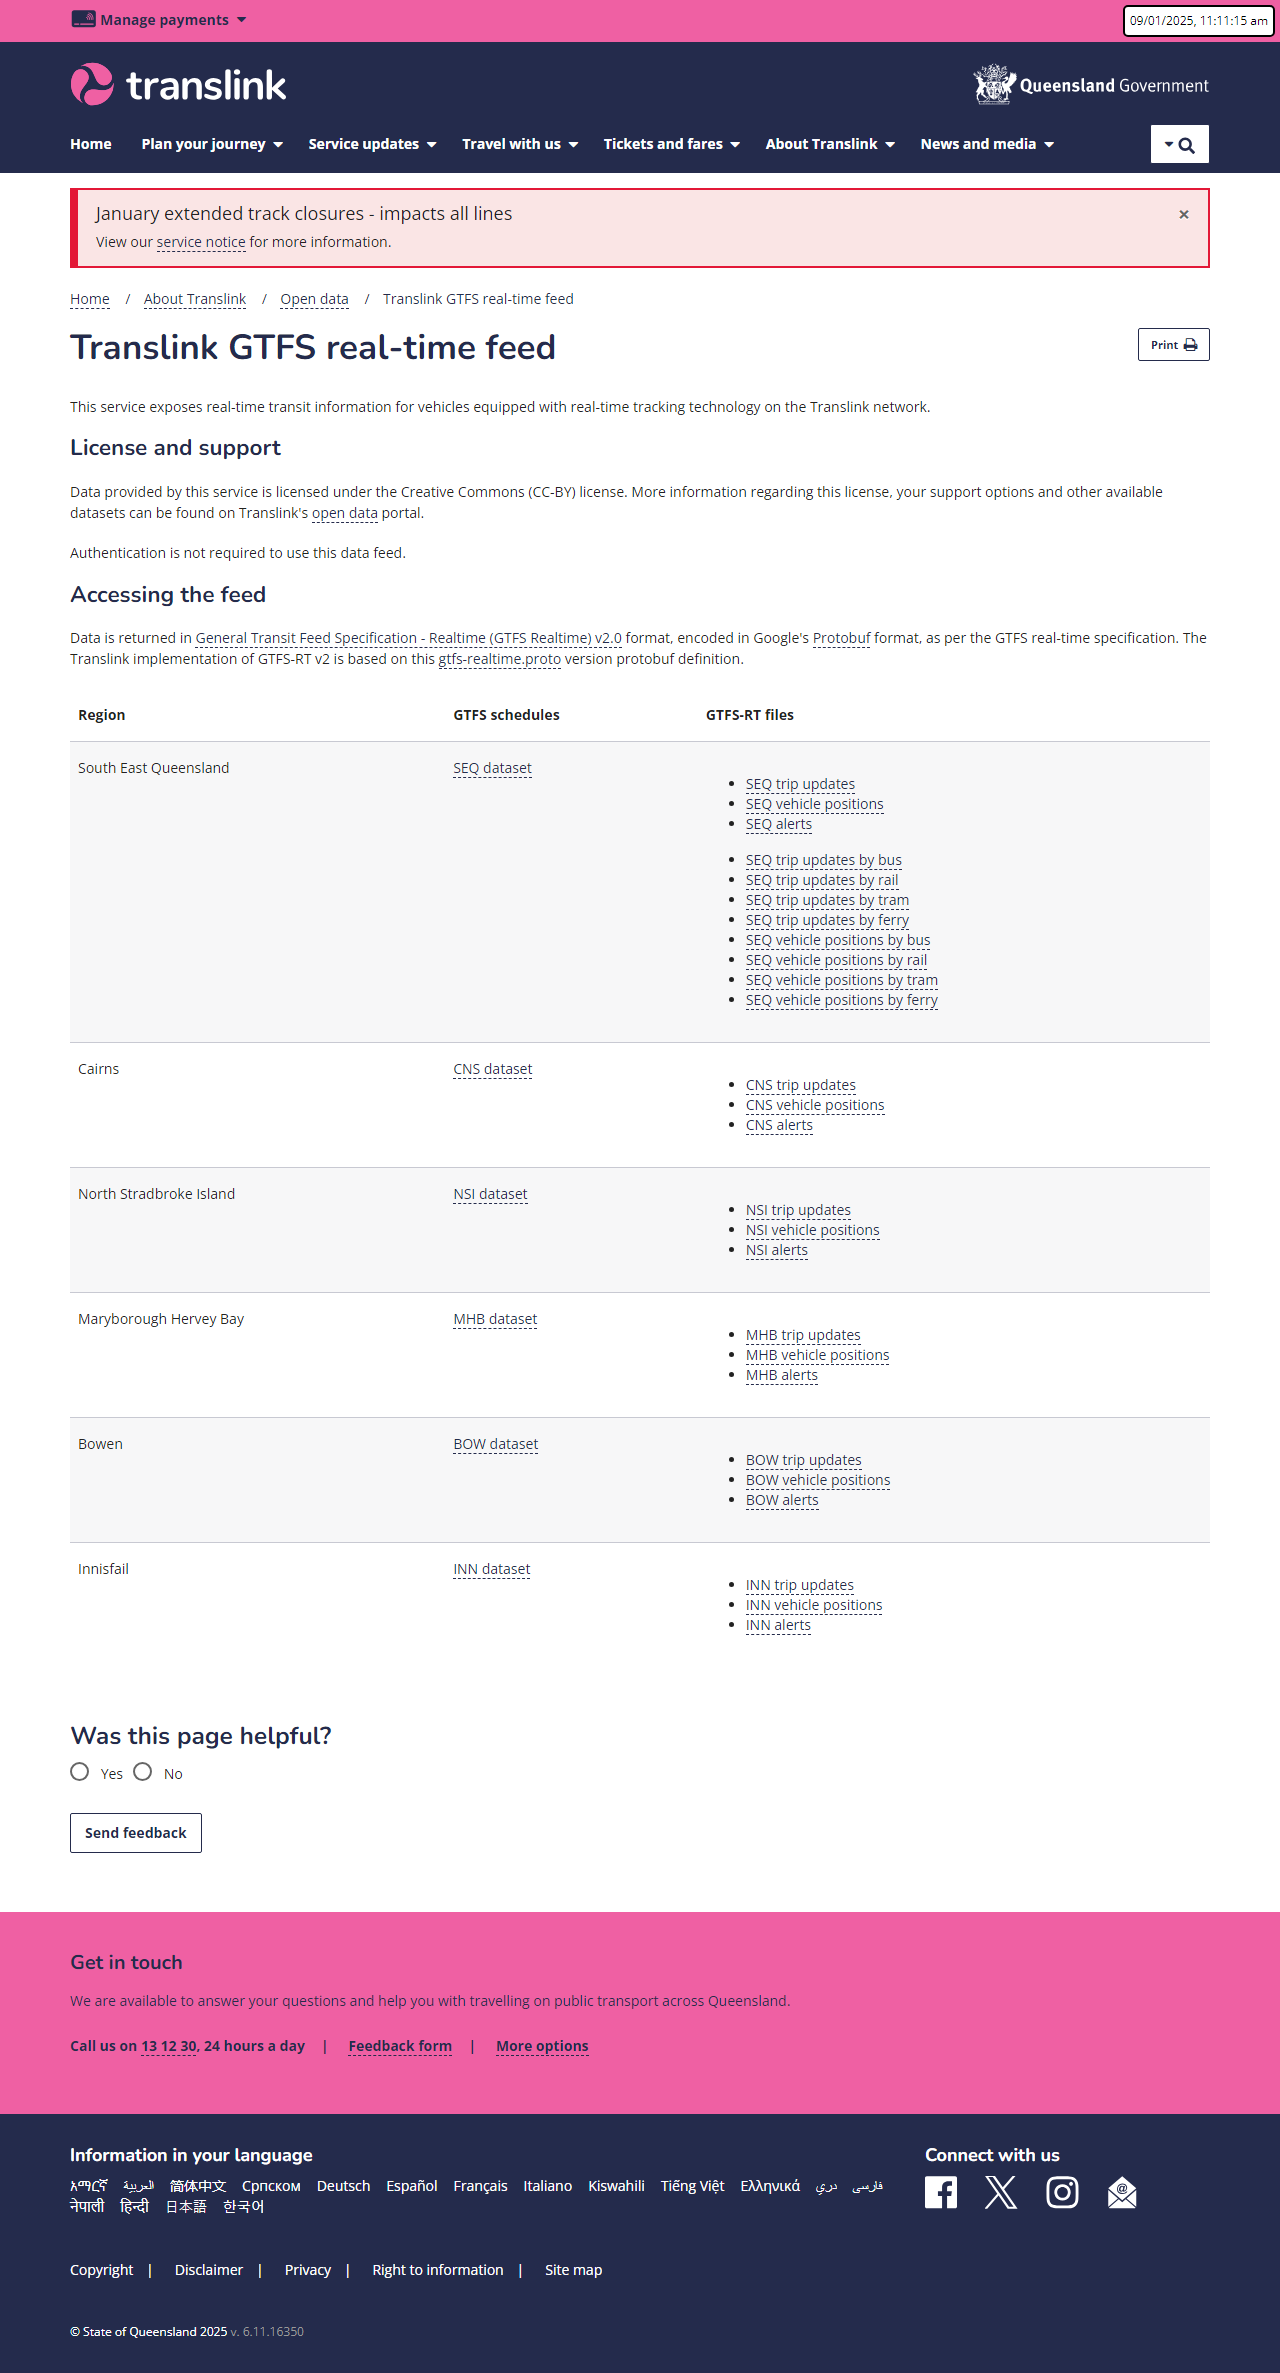 Manage payments
09/01/2025, 11:11:15 am
translink
Queensland Government
Home Plan your journey Service updates Travel with us Tickets and fares About Translink News and media
January extended track closures - impacts all lines ×
View our service notice for more information.
Home / About Translink / Open data / Translink GTFS real-time feed
Translink GTFS real-time feed
Print
This service exposes real-time transit information for vehicles equipped with real-time tracking technology on the Translink network.
License and support
Data provided by this service is licensed under the Creative Commons (CC-BY) license. More information regarding this license, your support options and other available
datasets can be found on Translink's open data portal.
Authentication is not required to use this data feed.
Accessing the feed
Data is returned in General Transit Feed Specification - Realtime (GTFS Realtime) v2.0 format, encoded in Google's Protobuf format, as per the GTFS real-time specification. The
Translink implementation of GTFS-RT v2 is based on this gtfs-realtime.proto version protobuf definition.
Region GTFS schedules GTFS-RT files
South East Queensland SEQ dataset
SEQ trip updates
SEQ vehicle positions
SEQ alerts
SEQ trip updates by bus
SEQ trip updates by rail
SEQ trip updates by tram
SEQ trip updates by ferry
SEQ vehicle positions by bus
SEQ vehicle positions by rail
SEQ vehicle positions by tram
SEQ vehicle positions by ferry
Cairns CNS dataset
CNS trip updates
CNS vehicle positions
CNS alerts
North Stradbroke Island NSI dataset
NSI trip updates
NSI vehicle positions
NSI alerts
Maryborough Hervey Bay MHB dataset
MHB trip updates
MHB vehicle positions
MHB alerts
Bowen BOW dataset
BOW trip updates
BOW vehicle positions
BOW alerts
Innisfail INN dataset
INN trip updates
INN vehicle positions
INN alerts
Was this page helpful?
Yes No
Send feedback
Get in touch
We are available to answer your questions and help you with travelling on public transport across Queensland.
Call us on 13 12 30, 24 hours a day | Feedback form | More options
Information in your language
አማርኛ العربية 简体中文 Српском Deutsch Español Français Italiano Kiswahili Tiếng Việt Ελληνικά دري فارسی
नेपाली हिन्दी 日本語 한국어
Connect with us
Copyright | Disclaimer | Privacy | Right to information | Site map
© State of Queensland 2025 v. 6.11.16350